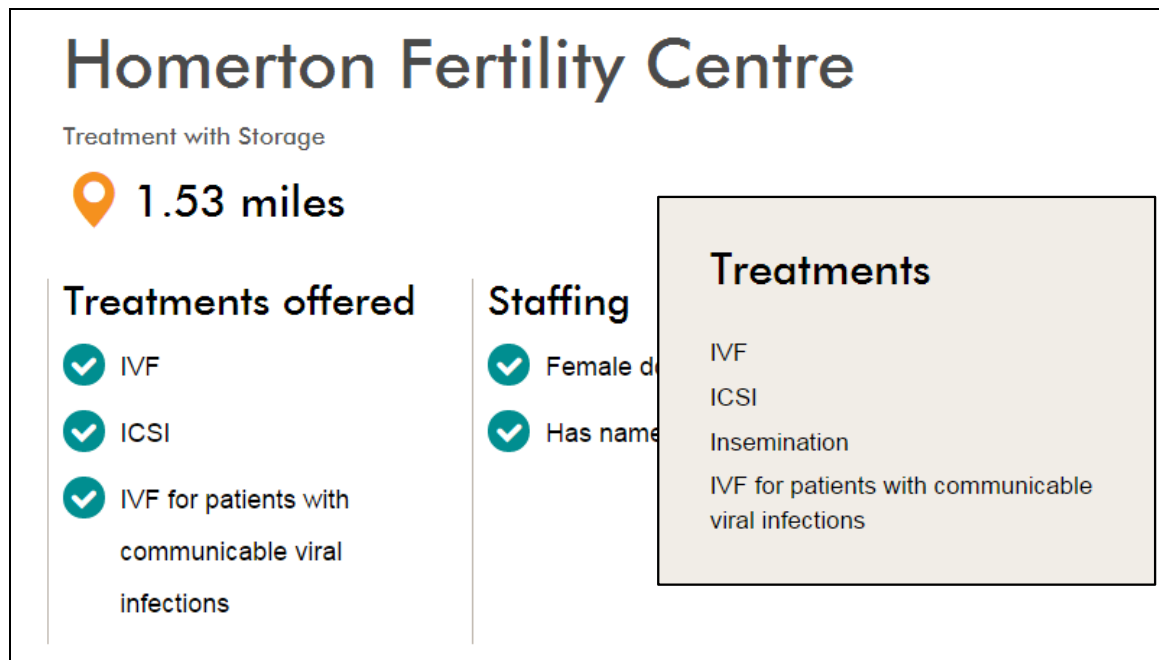 Homerton Fertility Centre
Treatment with Storage
1.53 miles
Treatments offered
IVF
ICSI
IVF for patients with
communicable viral
infections
Staffing
Female
Has name
Treatments
IVF
ICSI
Insemination
IVF for patients with communicable
viral infections